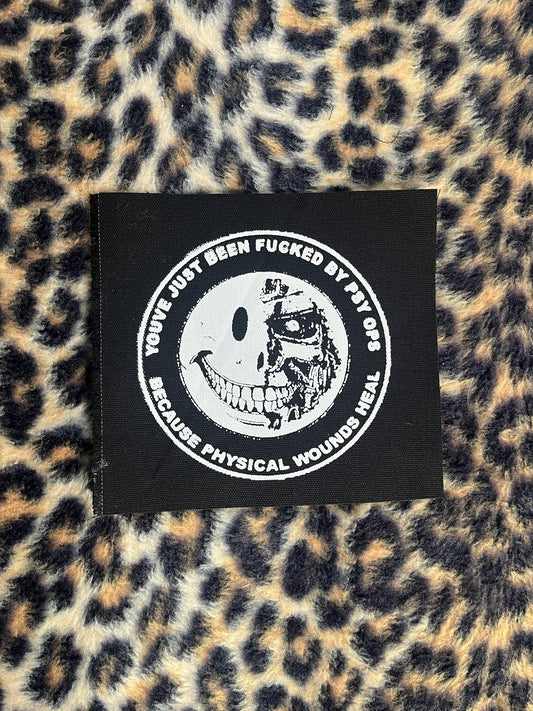 YOUVE JUST BEEN FUCKED BY PSY OPS
BECAUSE PHYSICAL WOUNDS HEAL